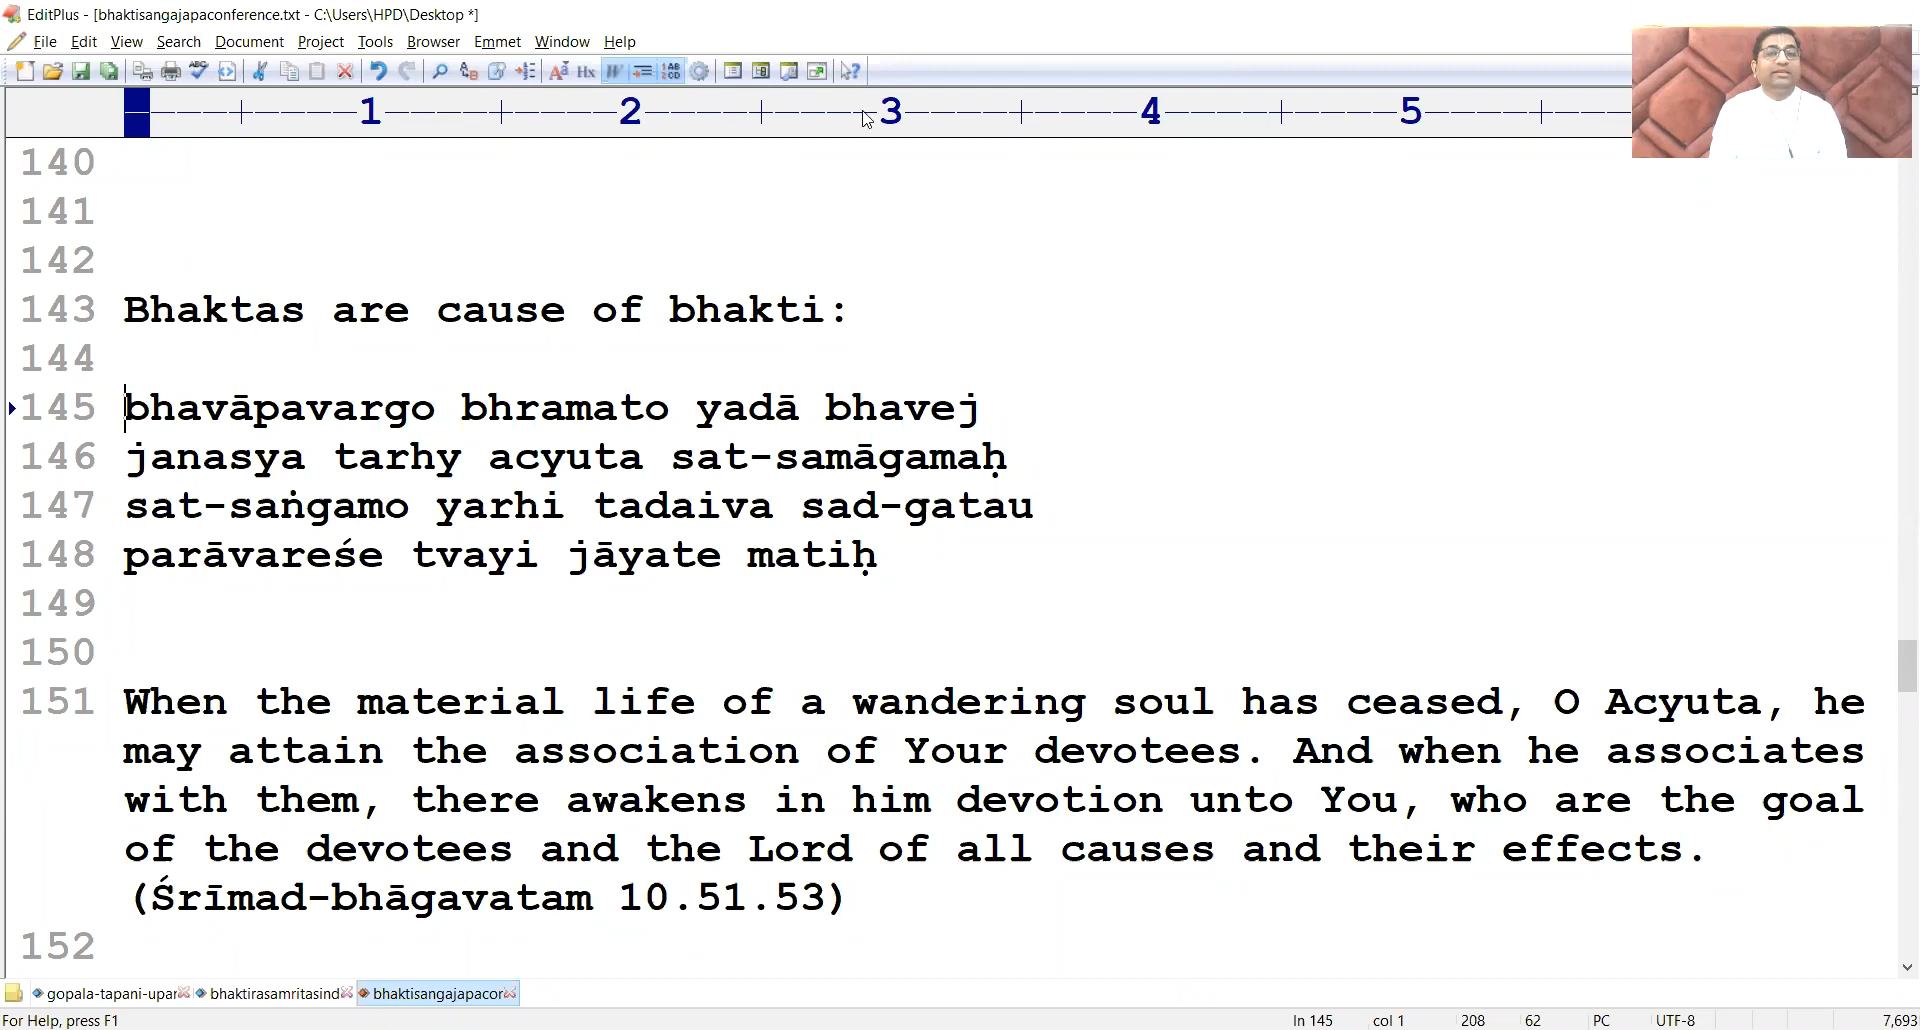 EditPlus - [bhaktisangajapaconference.txt - C:\Users\HPD\Desktop *]
File Edit View Search Document Project Tools Browser Emmet Window Help
1 2 3 4 5
140
141
142
143 Bhaktas are cause of bhakti:
144
145 bhavāpavargo bhramato yadā bhavej
146 janasya tarhy acyuta sat-samāgamaḥ
147 sat-saṅgamo yarhi tadaiva sad-gatau
148 parāvareśe tvayi jāyate matiḥ
149
150
151 When the material life of a wandering soul has ceased, O Acyuta, he
may attain the association of Your devotees. And when he associates
with them, there awakens in him devotion unto You, who are the goal
of the devotees and the Lord of all causes and their effects.
(Śrīmad-bhāgavatam 10.51.53)
152
gopala-tapani-upar bhaktirasamritasind bhaktisangajapacor
For Help, press F1 ln 145 col 1 208 62 PC UTF-8 7,693